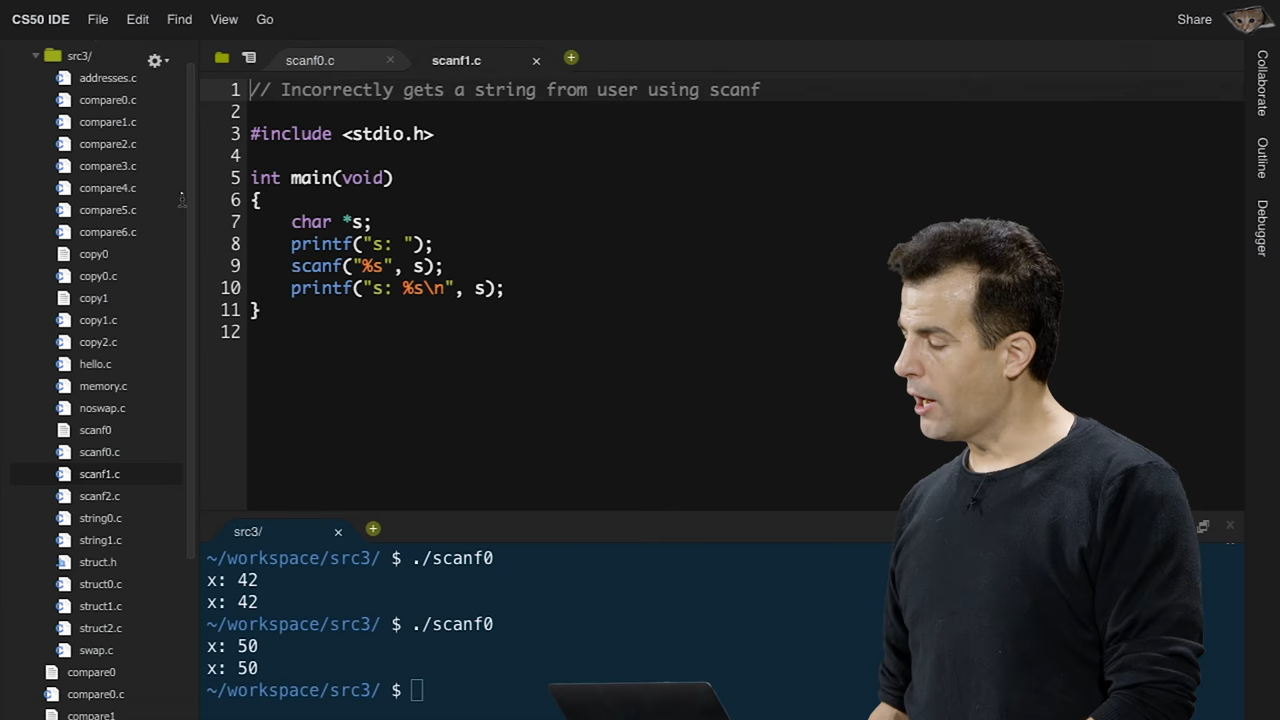 CS50 IDE File Edit Find View Go Share
src3/
addresses.c
compare0.c
compare1.c
compare2.c
compare3.c
compare4.c
compare5.c
compare6.c
copy0
copy0.c
copy1
copy1.c
copy2.c
hello.c
memory.c
noswap.c
scanf0
scanf0.c
scanf1.c
scanf2.c
string0.c
string1.c
struct.h
struct0.c
struct1.c
struct2.c
swap.c
compare0
compare0.c
compare1
scanf0.c scanf1.c
1 // Incorrectly gets a string from user using scanf
2
3 #include <stdio.h>
4
5 int main(void)
6 {
7 char *s;
8 printf("s: ");
9 scanf("%s", s);
10 printf("s: %s\n", s);
11 }
12
src3/
~/workspace/src3/ $ ./scanf0
x: 42
x: 42
~/workspace/src3/ $ ./scanf0
x: 50
x: 50
~/workspace/src3/ $
Collaborate
Outline
Debugger